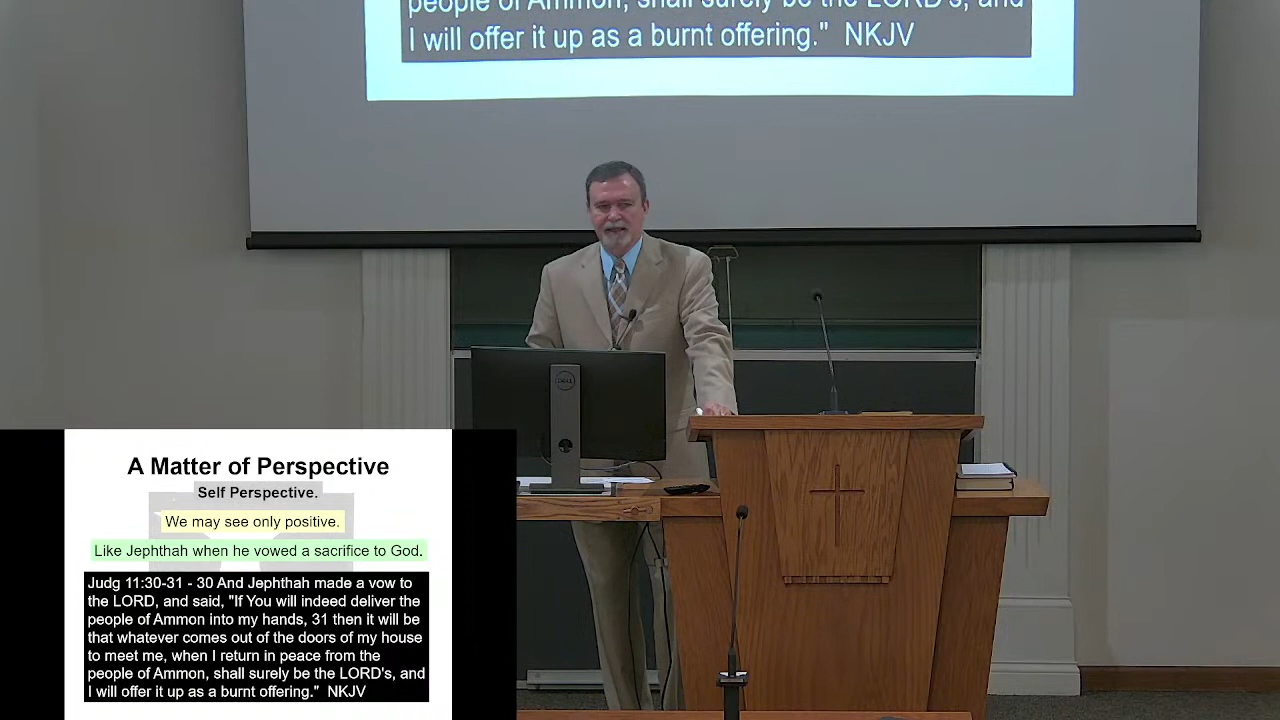 people of Ammon, shall surely be the LORD's, and
I will offer it up as a burnt offering." NKJV
DELL
A Matter of Perspective
Self Perspective.
We may see only positive.
Like Jephthah when he vowed a sacrifice to God.
Judg 11:30-31 - 30 And Jephthah made a vow to
the LORD, and said, "If You will indeed deliver the
people of Ammon into my hands, 31 then it will be
that whatever comes out of the doors of my house
to meet me, when I return in peace from the
people of Ammon, shall surely be the LORD's, and
I will offer it up as a burnt offering." NKJV